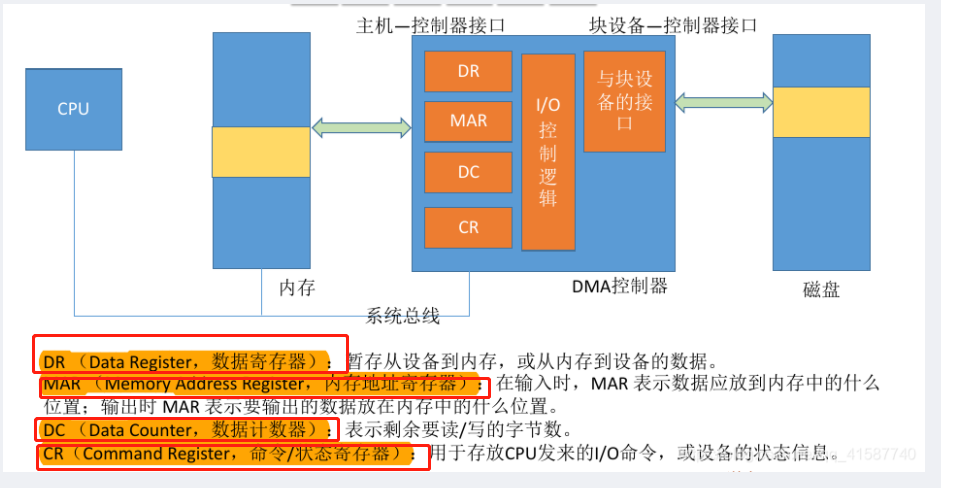 主机—控制器接口
块设备—控制器接口
CPU
DR
MAR
DC
CR
I/O
控
制
逻
辑
与块设
备的接
口
内存
DMA控制器
磁盘
系统总线
DR（Data Register，数据寄存器）：暂存从设备到内存，或从内存到设备的数据。
MAR（Memory Address Register，内存地址寄存器）：在输入时，MAR 表示数据应放到内存中的什么
位置；输出时 MAR 表示要输出的数据放在内存中的什么位置。
DC（Data Counter，数据计数器）：表示剩余要读/写的字节数。
CR（Command Register，命令/状态寄存器）：用于存放CPU发来的I/O命令，或设备的状态信息。
_41587740